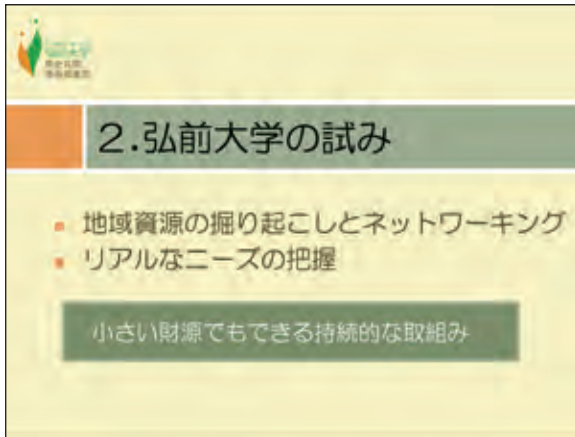 2.弘前大学の試み
地域資源の掘り起こしとネットワーキング
リアルなニーズの把握
小さい財源でもできる持続的な取組み